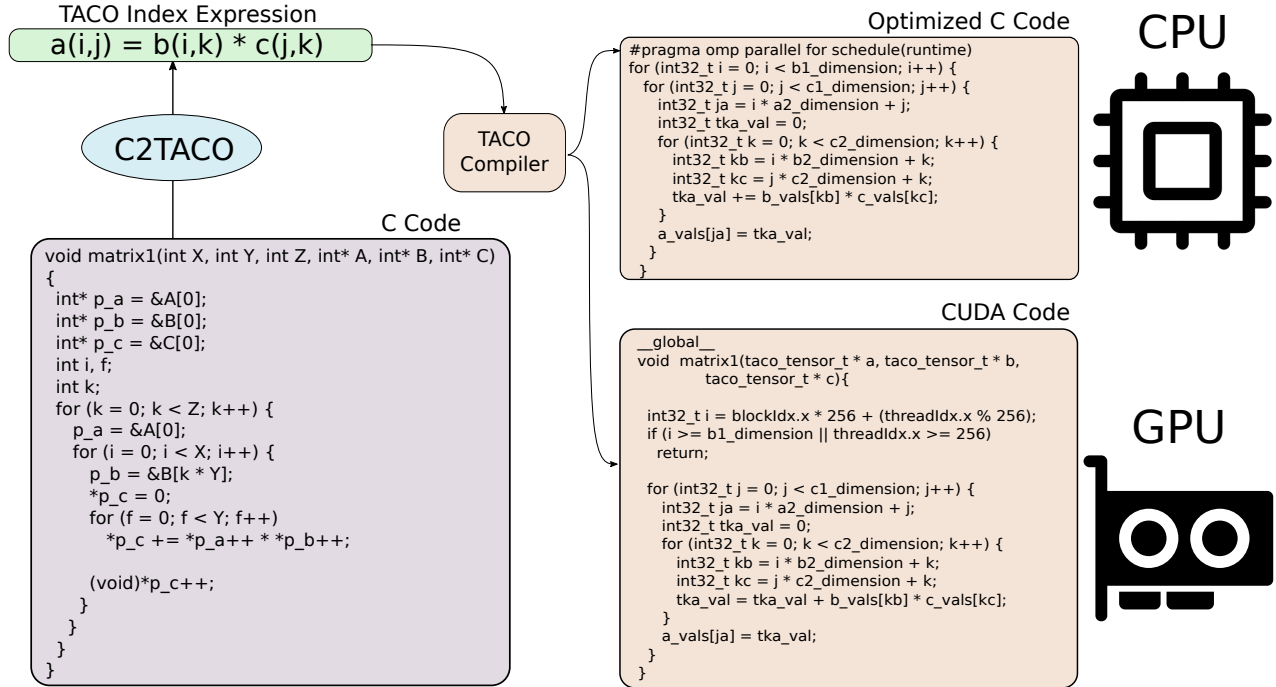 TACO Index Expression
a(i,j) = b(i,k) * c(j,k)
C2TACO
TACO
Compiler
C Code
void matrix1(int X, int Y, int Z, int* A, int* B, int* C)
{
int* p_a = &A[0];
int* p_b = &B[0];
int* p_c = &C[0];
int i, f;
int k;
for (k = 0; k < Z; k++) {
p_a = &A[0];
for (i = 0; i < X; i++) {
p_b = &B[k * Y];
*p_c = 0;
for (f = 0; f < Y; f++)
*p_c += *p_a++ * *p_b++;
(void)*p_c++;
}
}
}
}
Optimized C Code
#pragma omp parallel for schedule(runtime)
for (int32_t i = 0; i < b1_dimension; i++) {
for (int32_t j = 0; j < c1_dimension; j++) {
int32_t ja = i * a2_dimension + j;
int32_t tka_val = 0;
for (int32_t k = 0; k < c2_dimension; k++) {
int32_t kb = i * b2_dimension + k;
int32_t kc = j * c2_dimension + k;
tka_val += b_vals[kb] * c_vals[kc];
}
a_vals[ja] = tka_val;
}
}
CPU
CUDA Code
__global__
void  matrix1(taco_tensor_t * a, taco_tensor_t * b,
taco_tensor_t * c){
int32_t i = blockIdx.x * 256 + (threadIdx.x % 256);
if (i >= b1_dimension || threadIdx.x >= 256)
return;
for (int32_t j = 0; j < c1_dimension; j++) {
int32_t ja = i * a2_dimension + j;
int32_t tka_val = 0;
for (int32_t k = 0; k < c2_dimension; k++) {
int32_t kb = i * b2_dimension + k;
int32_t kc = j * c2_dimension + k;
tka_val = tka_val + b_vals[kb] * c_vals[kc];
}
a_vals[ja] = tka_val;
}
}
GPU